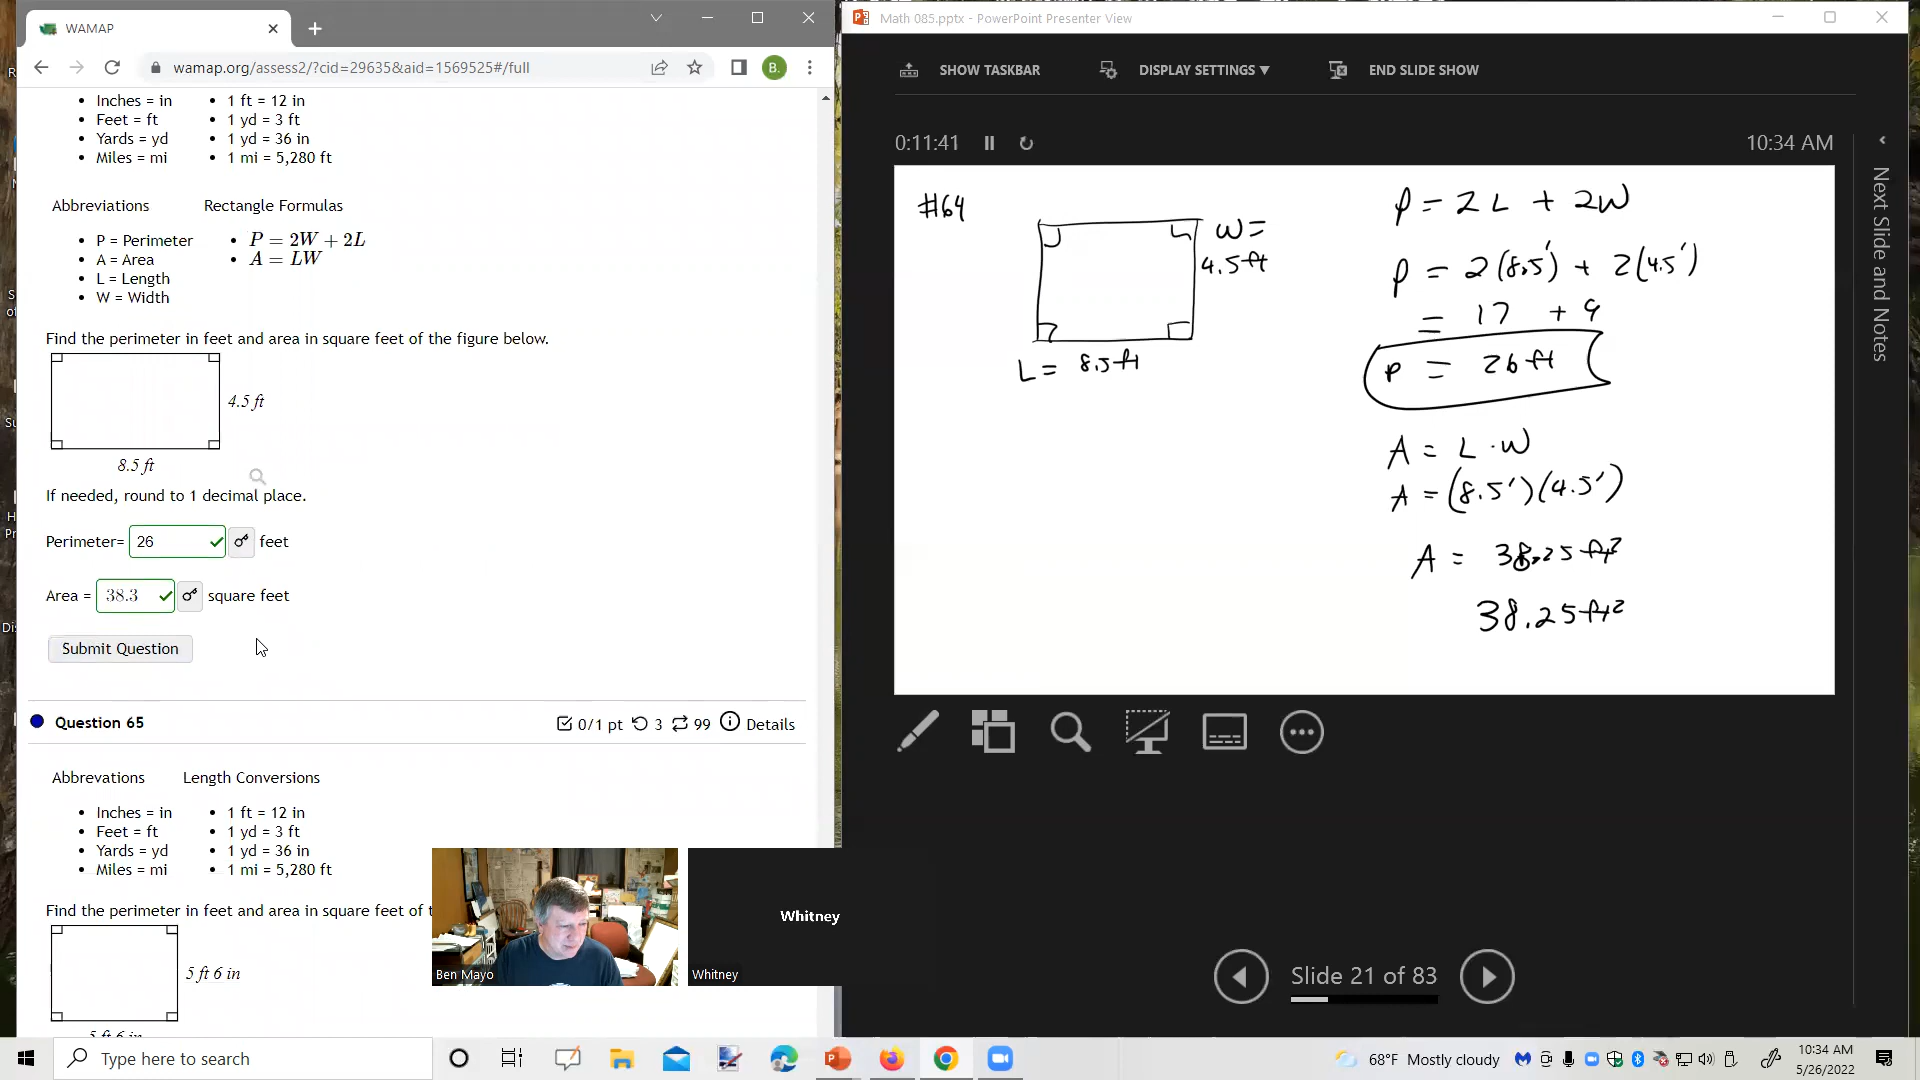 WAMAP
wamap.org/assess2/?cid=29635&aid=1569525#/full
B.
Inches = in
1 ft = 12 in
Feet = ft
1 yd = 3 ft
Yards = yd
1 yd = 36 in
Miles = mi
1 mi = 5,280 ft
Abbreviations
Rectangle Formulas
P = Perimeter
P = 2W + 2L
A = Area
A = LW
L = Length
W = Width
Find the perimeter in feet and area in square feet of the figure below.
4.5 ft
8.5 ft
If needed, round to 1 decimal place.
Perimeter= 26 feet
Area = 38.3 square feet
Submit Question
Question 65
0/1 pt 3 99 Details
Abbrevations
Length Conversions
Inches = in
1 ft = 12 in
Feet = ft
1 yd = 3 ft
Yards = yd
1 yd = 36 in
Miles = mi
1 mi = 5,280 ft
Find the perimeter in feet and area in square feet of
5 ft 6 in
5 ft 6 in
Ben Mayo
Whitney
Whitney
Math 085.pptx - PowerPoint Presenter View
SHOW TASKBAR
DISPLAY SETTINGS
END SLIDE SHOW
0:11:41
10:34 AM
#64
W =
4.5 ft
L = 8.5 ft
P = 2L + 2W
P = 2(8.5') + 2(4.5')
= 17 + 9
P = 26 ft
A = L · W
A = (8.5')(4.5')
A = 38.25 ft²
38.25 ft²
Next Slide and Notes
Slide 21 of 83
Type here to search
68°F Mostly cloudy
10:34 AM
5/26/2022